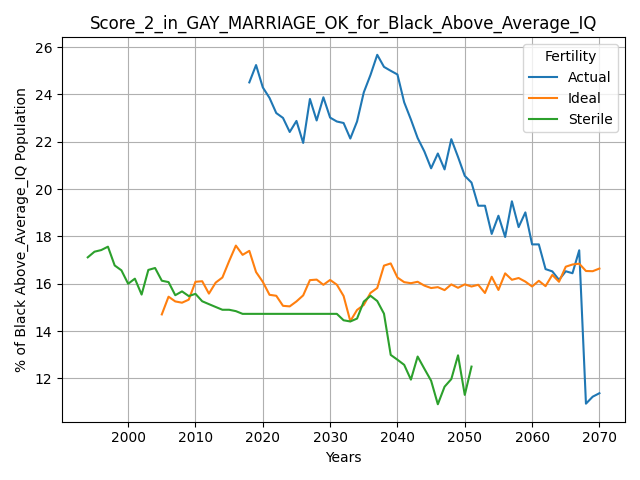 Score_2_in_GAY_MARRIAGE_OK_for_Black_Above_Average_IQ
Fertility
Actual
Ideal
Sterile
% of Black Above_Average_IQ Population
26
24
22
20
18
16
14
12
2000
2010
2020
2030
2040
2050
2060
2070
Years